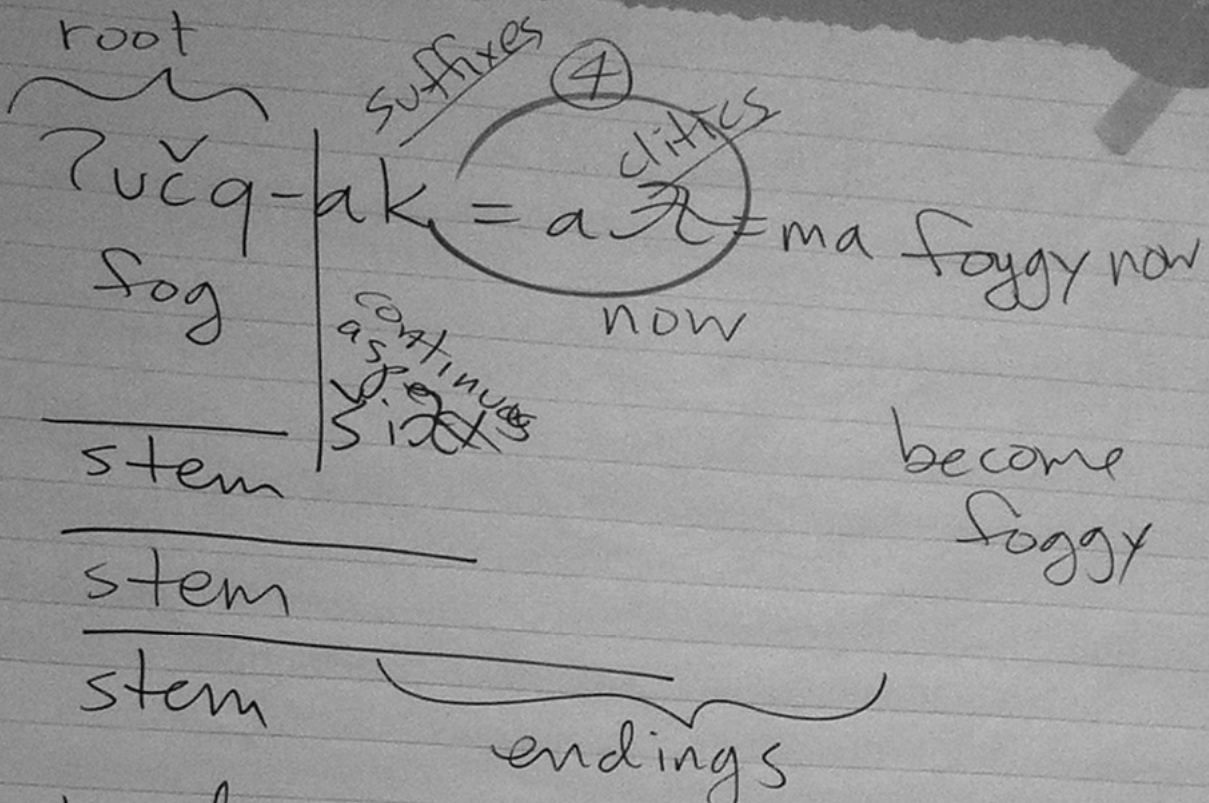 root
suffixes
4
clitics
ʔučq-ak=aƛ=ma foggy now
fog
now
continuous
aspect
become
foggy
stem
stem
stem
endings